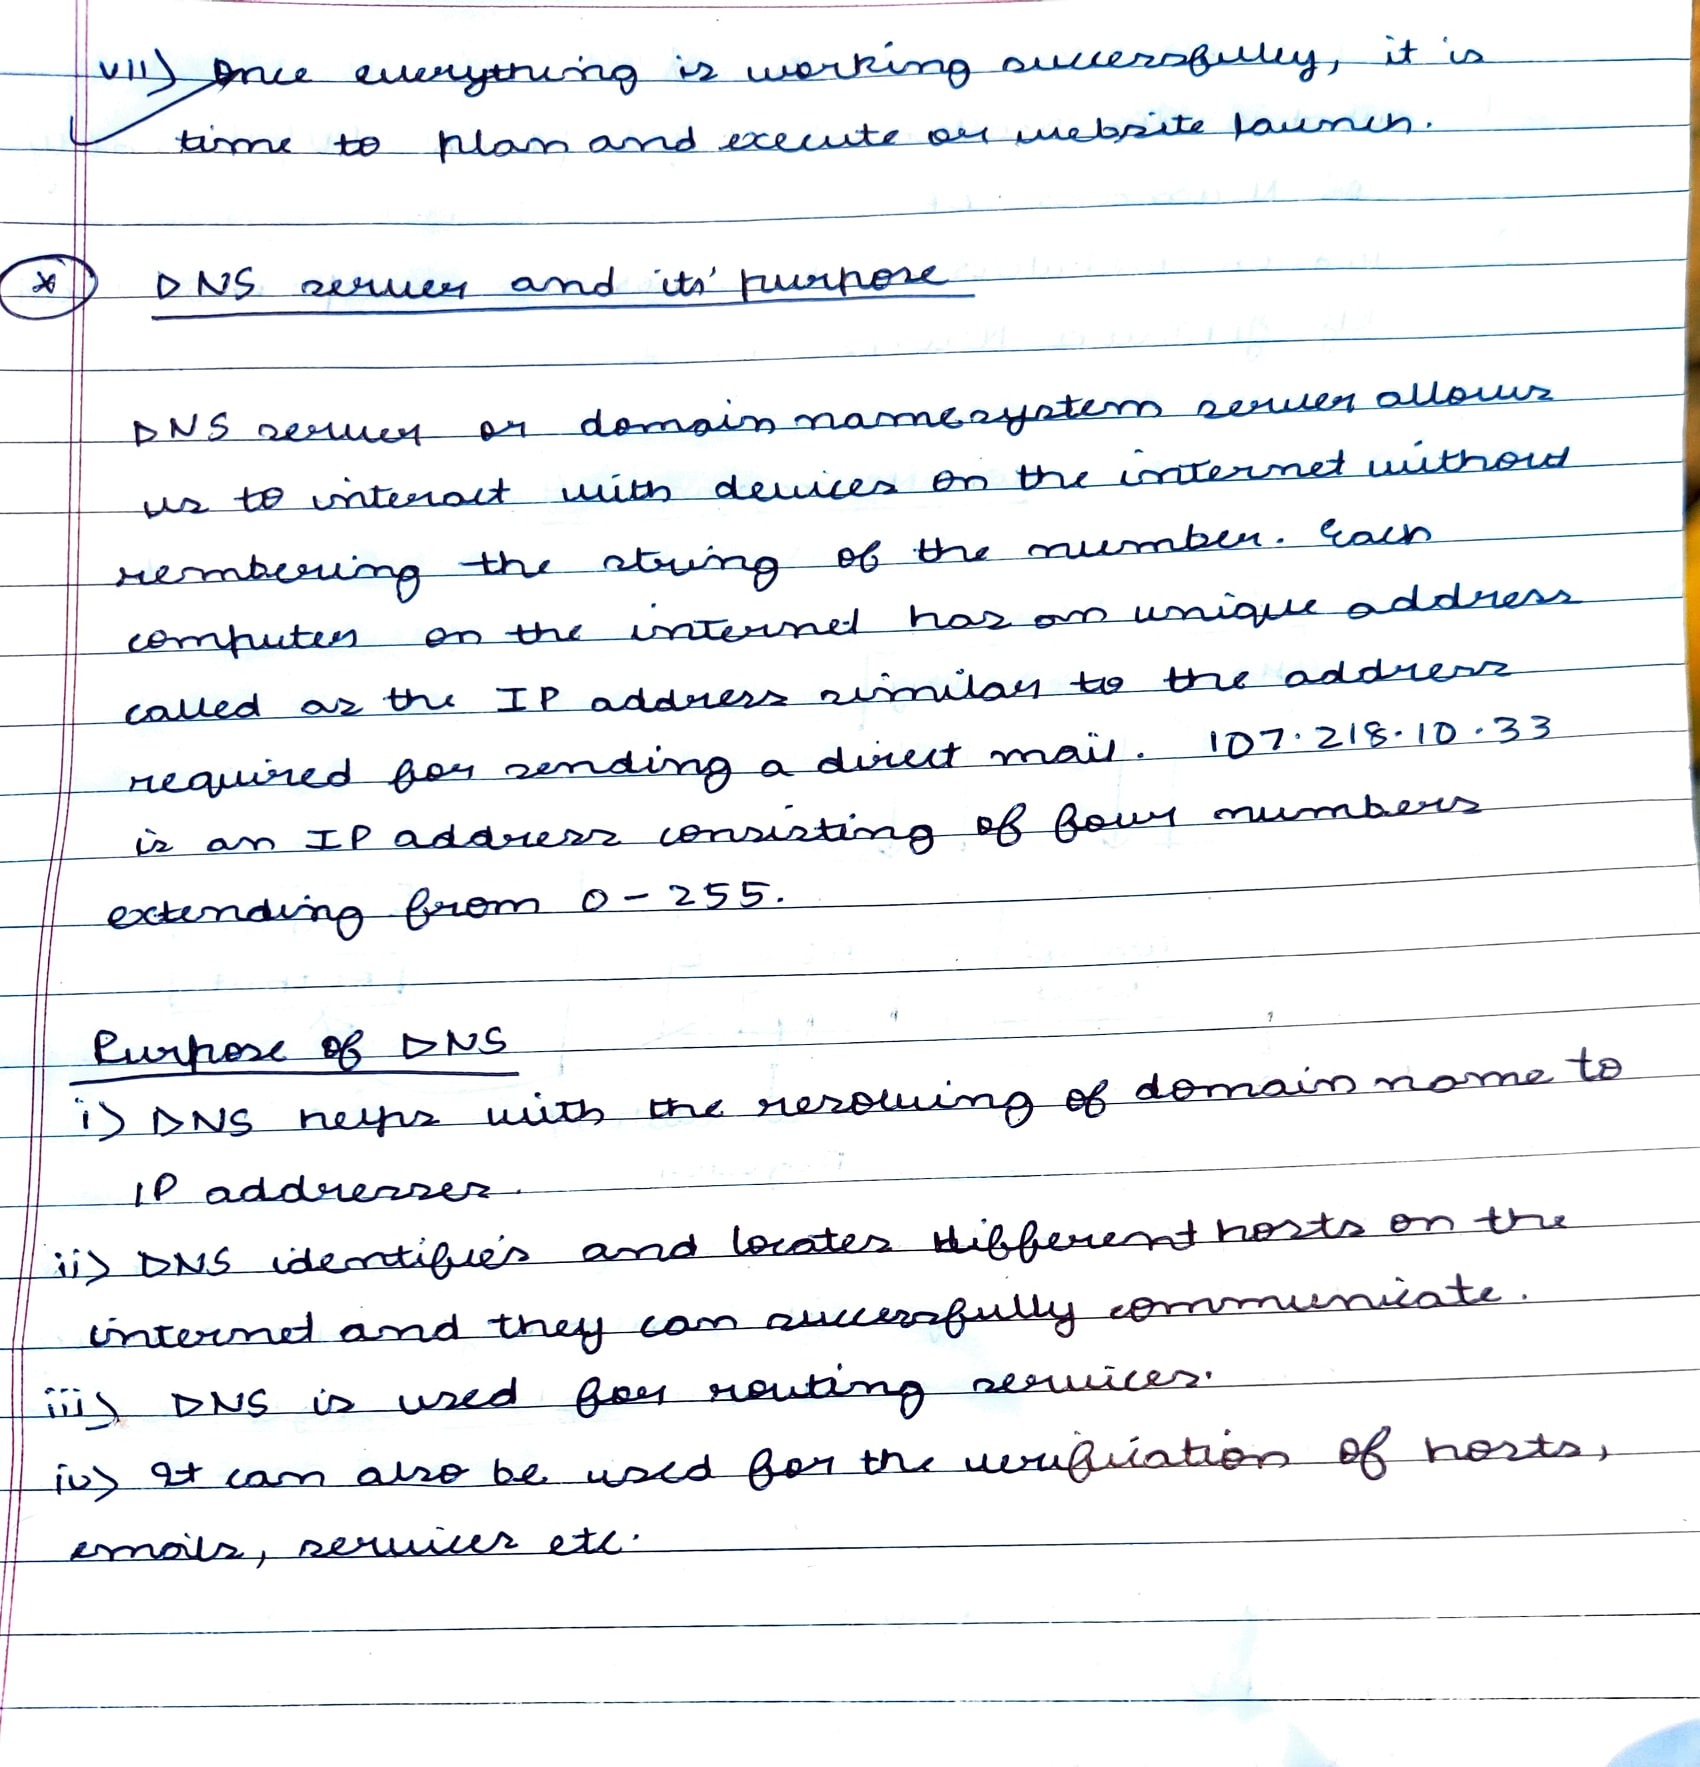 vii) Once everything is working successfully, it is
time to plan and execute our website launch.
* DNS server and its' purpose
DNS server or domain name system server allows
us to interact with devices on the internet without
rembering the string of the number. Each
computer on the internet has an unique address
called as the IP address similar to the address
required for sending a direct mail. 107.218.10.33
is an IP address consisting of four numbers
extending from 0-255.
Purpose of DNS
i) DNS helps with the resolving of domain name to
IP addresses.
ii) DNS identifies and locates different hosts on the
internet and they can successfully communicate.
iii) DNS is used for routing services.
iv) It can also be used for the verification of hosts,
emails, services etc.